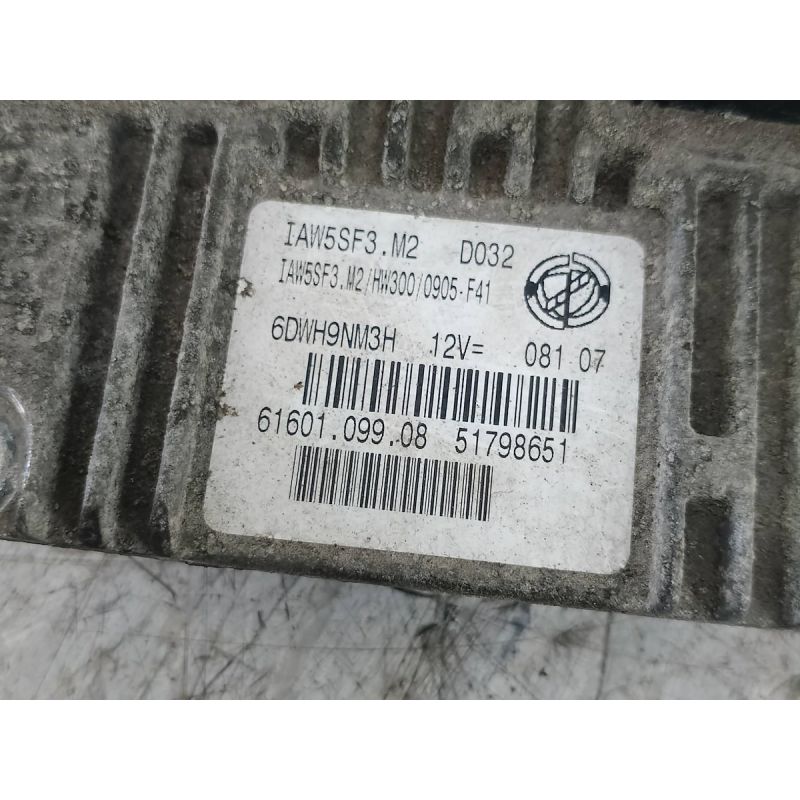 IAW5SF3.M2 D032
IAW5SF3.M2/HW300/0905-F41
6DWH9NM3H 12V= 081 07
61601.099.08 51798651